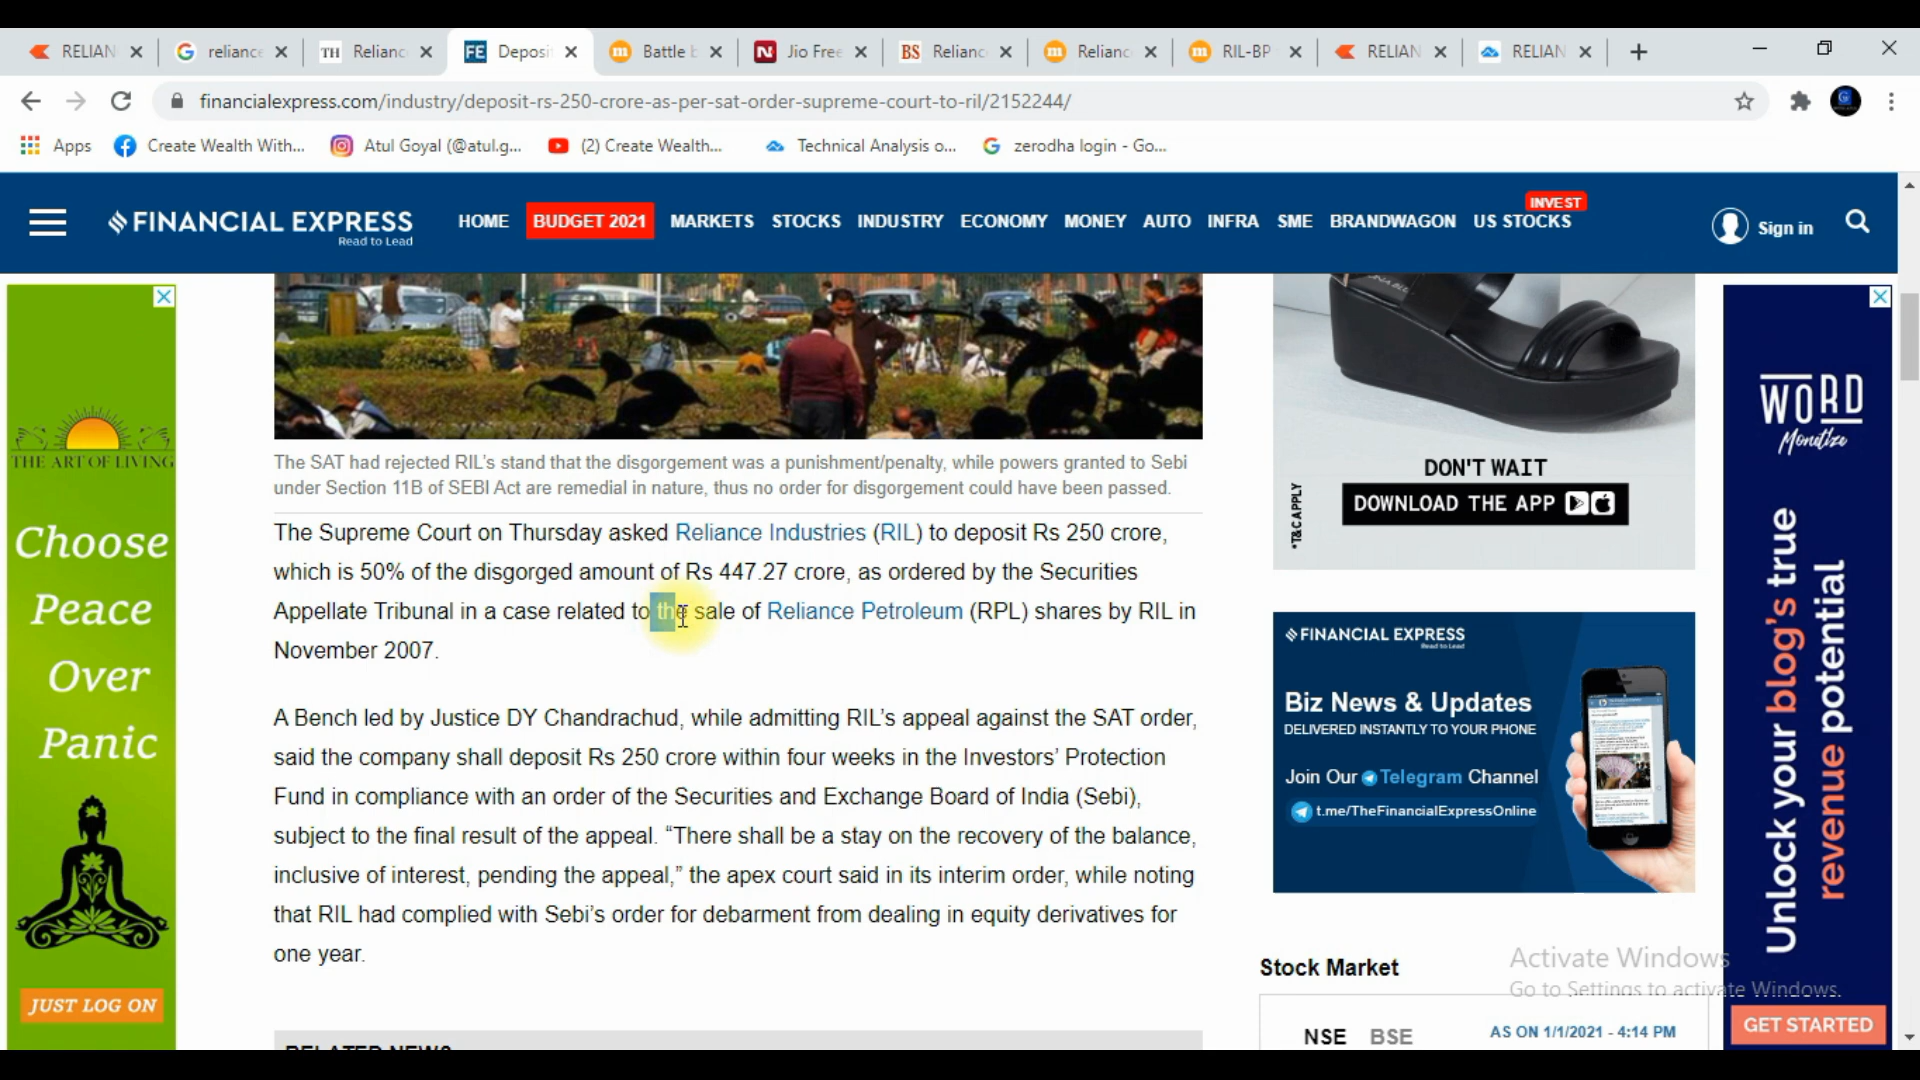 RELIAN
reliance
TH Relianc
FE Deposi
m Battle b
N Jio Free
BS Relianc
m Relianc
m RIL-BP
RELIAN
RELIAN
financialexpress.com/industry/deposit-rs-250-crore-as-per-sat-order-supreme-court-to-ril/2152244/
Apps Create Wealth With... Atul Goyal (@atul.g... (2) Create Wealth... Technical Analysis o... zerodha login - Go...
FINANCIAL EXPRESS
Read to Lead
HOME BUDGET 2021 MARKETS STOCKS INDUSTRY ECONOMY MONEY AUTO INFRA SME BRANDWAGON US STOCKS
INVEST
Sign in
The SAT had rejected RIL's stand that the disgorgement was a punishment/penalty, while powers granted to Sebi
under Section 11B of SEBI Act are remedial in nature, thus no order for disgorgement could have been passed.
The Supreme Court on Thursday asked Reliance Industries (RIL) to deposit Rs 250 crore,
which is 50% of the disgorged amount of Rs 447.27 crore, as ordered by the Securities
Appellate Tribunal in a case related to the sale of Reliance Petroleum (RPL) shares by RIL in
November 2007.
A Bench led by Justice DY Chandrachud, while admitting RIL's appeal against the SAT order,
said the company shall deposit Rs 250 crore within four weeks in the Investors' Protection
Fund in compliance with an order of the Securities and Exchange Board of India (Sebi),
subject to the final result of the appeal. “There shall be a stay on the recovery of the balance,
inclusive of interest, pending the appeal,” the apex court said in its interim order, while noting
that RIL had complied with Sebi's order for debarment from dealing in equity derivatives for
one year.
RELATED NEWS
THE ART OF LIVING
Choose
Peace
Over
Panic
JUST LOG ON
DON'T WAIT
DOWNLOAD THE APP
*T&C APPLY
FINANCIAL EXPRESS
Read to Lead
Biz News & Updates
DELIVERED INSTANTLY TO YOUR PHONE
Join Our Telegram Channel
t.me/TheFinancialExpressOnline
Stock Market
NSE BSE
AS ON 1/1/2021 - 4:14 PM
WORD
Monetize
Unlock your blog's true
revenue potential
GET STARTED
Activate Windows
Go to Settings to activate Windows.